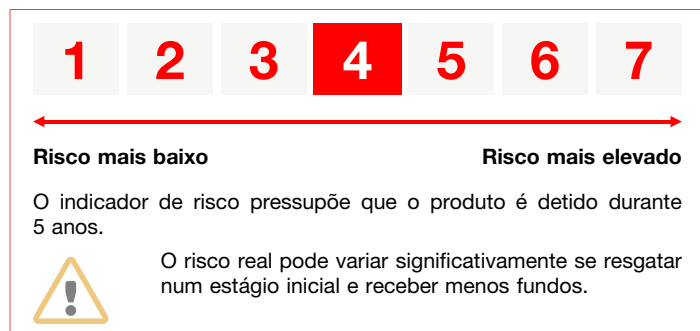 1 2 3 4 5 6 7
Risco mais baixo Risco mais elevado
O indicador de risco pressupõe que o produto é detido durante
5 anos.
O risco real pode variar significativamente se resgatar
num estágio inicial e receber menos fundos.